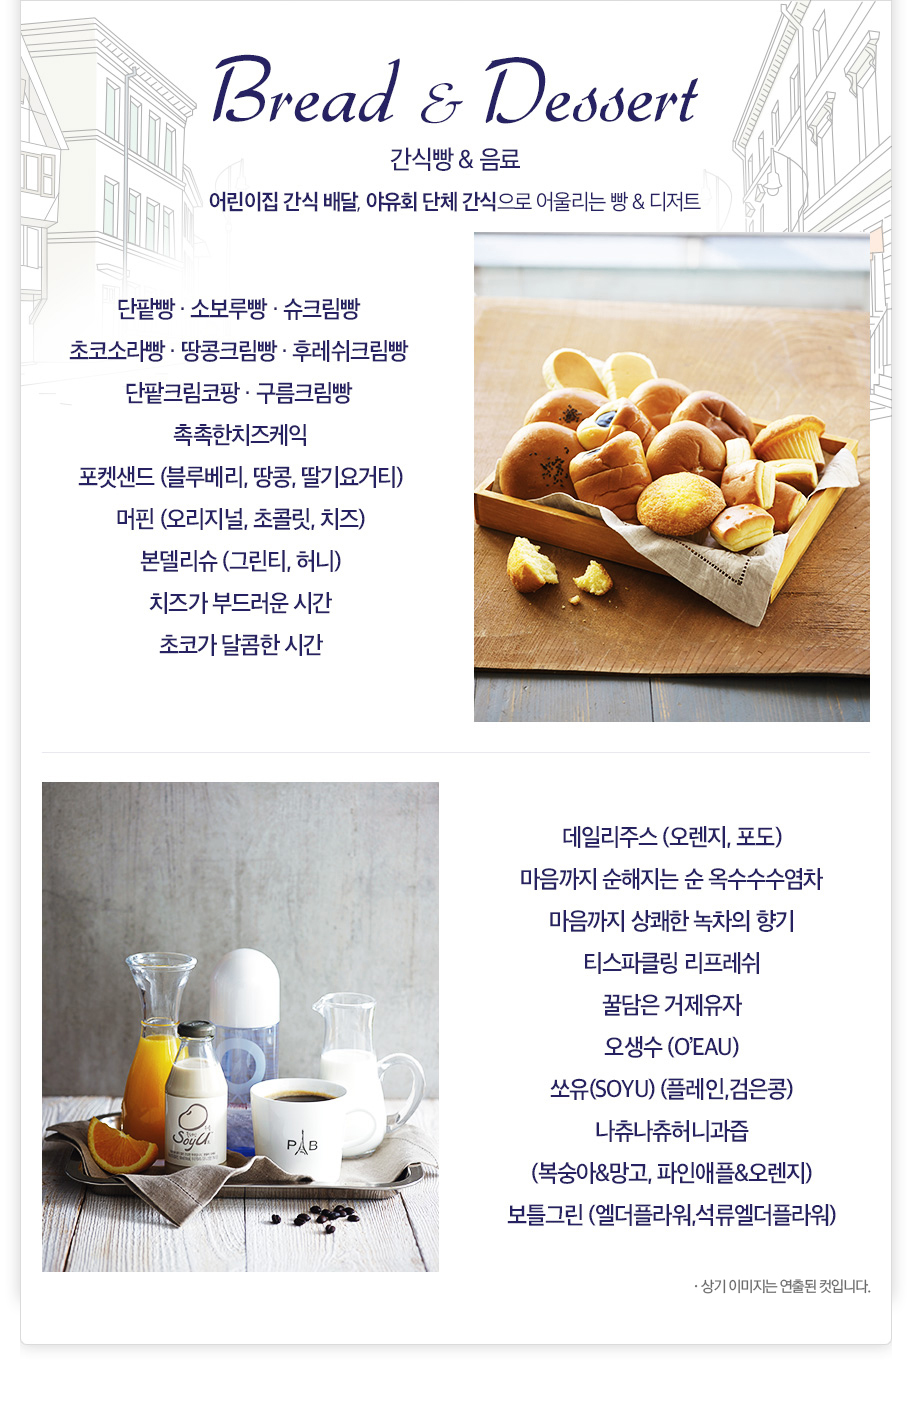 Bread & Dessert
간식빵 & 음료
어린이집 간식 배달, 야유회 단체 간식으로 어울리는 빵 & 디저트
단팥빵 · 소보루빵 · 슈크림빵
초코소라빵 · 땅콩크림빵 · 후레쉬크림빵
단팥크림코팡 · 구름크림빵
촉촉한치즈케익
포켓샌드 (블루베리, 땅콩, 딸기요거티)
머핀 (오리지널, 초콜릿, 치즈)
본델리슈 (그린티, 허니)
치즈가 부드러운 시간
초코가 달콤한 시간
데일리주스 (오렌지, 포도)
마음까지 순해지는 순 옥수수수염차
마음까지 상쾌한 녹차의 향기
티스파클링 리프레쉬
꿀담은 거제유자
오생수 (O'EAU)
쏘유(SOYU) (플레인,검은콩)
나츄나츄허니과즙
(복숭아&망고, 파인애플&오렌지)
보틀그린 (엘더플라워,석류엘더플라워)
SoyU
P B
· 상기 이미지는 연출된 컷입니다.